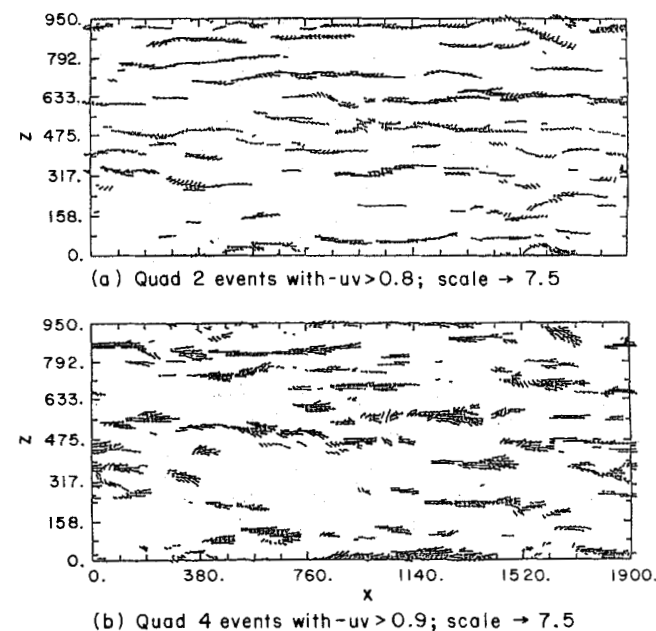 950.
792.
633.
475.
317.
158.
0.
Z
(a) Quad 2 events with -uv > 0.8; scale → 7.5
950.
792.
633.
475.
317.
158.
0.
Z
0. 380. 760. 1140. 1520. 1900.
X
(b) Quad 4 events with -uv > 0.9; scale → 7.5